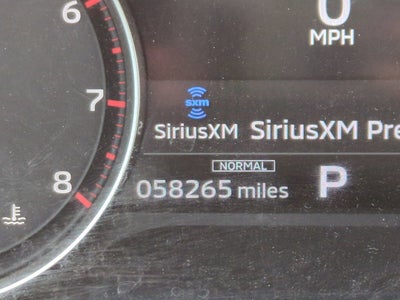 6
0
MPH
7
sxm
SiriusXM SiriusXM Pre
NORMAL
8
058265 miles P